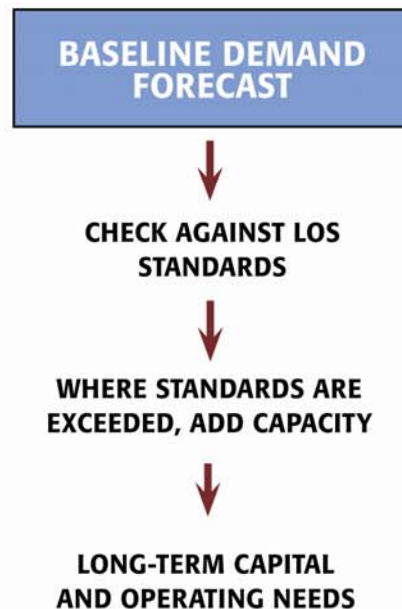 BASELINE DEMAND
FORECAST
CHECK AGAINST LOS
STANDARDS
WHERE STANDARDS ARE
EXCEEDED, ADD CAPACITY
LONG-TERM CAPITAL
AND OPERATING NEEDS